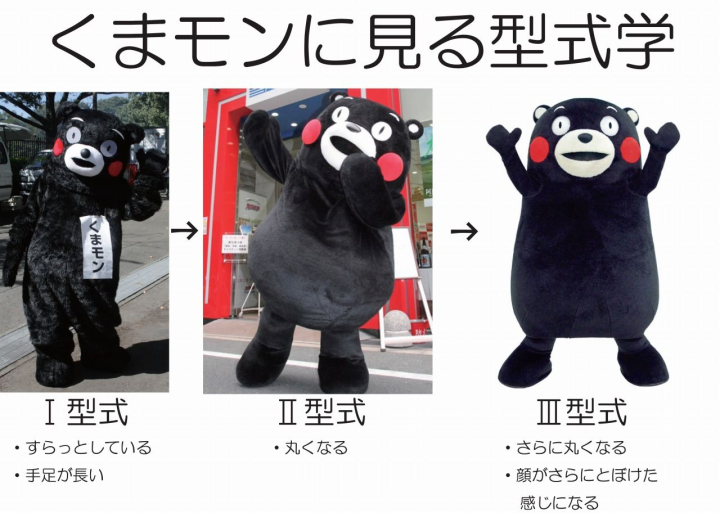 くまモンに見る型式学
くまモン
Ⅰ型式
Ⅱ型式
Ⅲ型式
・すらっとしている
・手足が長い
・丸くなる
・さらに丸くなる
・顔がさらにとぼけた
感じになる